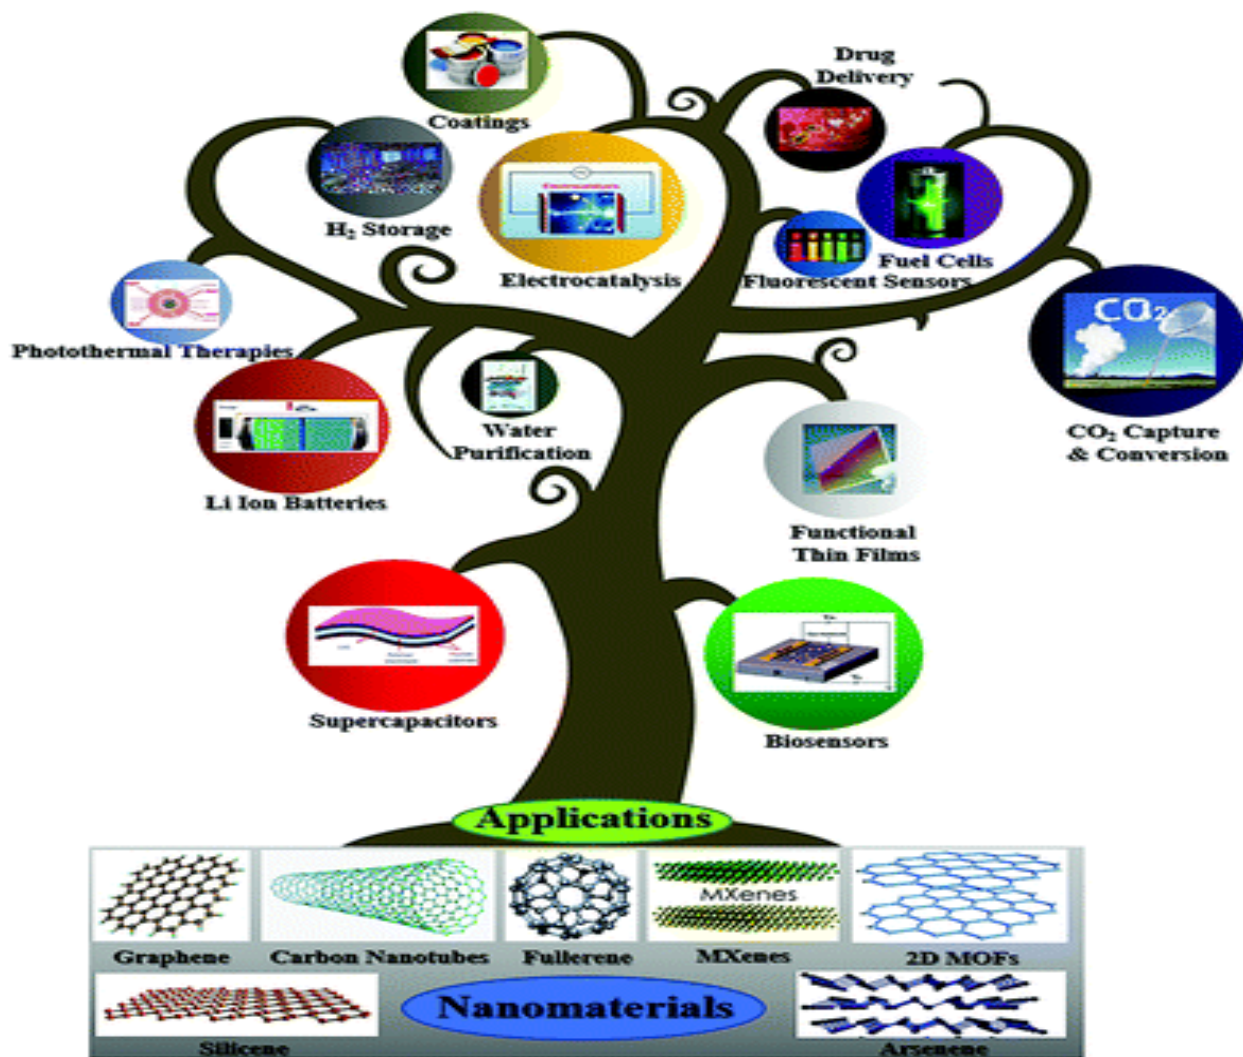 Drug
Delivery
Coatings
H₂ Storage
Electrocatalysis
Fuel Cells
Fluorescent Sensors
CO₂
Photothermal Therapies
Water
Purification
CO₂ Capture
& Conversion
Li Ion Batteries
Functional
Thin Films
Supercapacitors
Biosensors
Applications
MXenes
Graphene
Carbon Nanotubes
Fullerene
MXenes
2D MOFs
Nanomaterials
Silicene
Arsenene